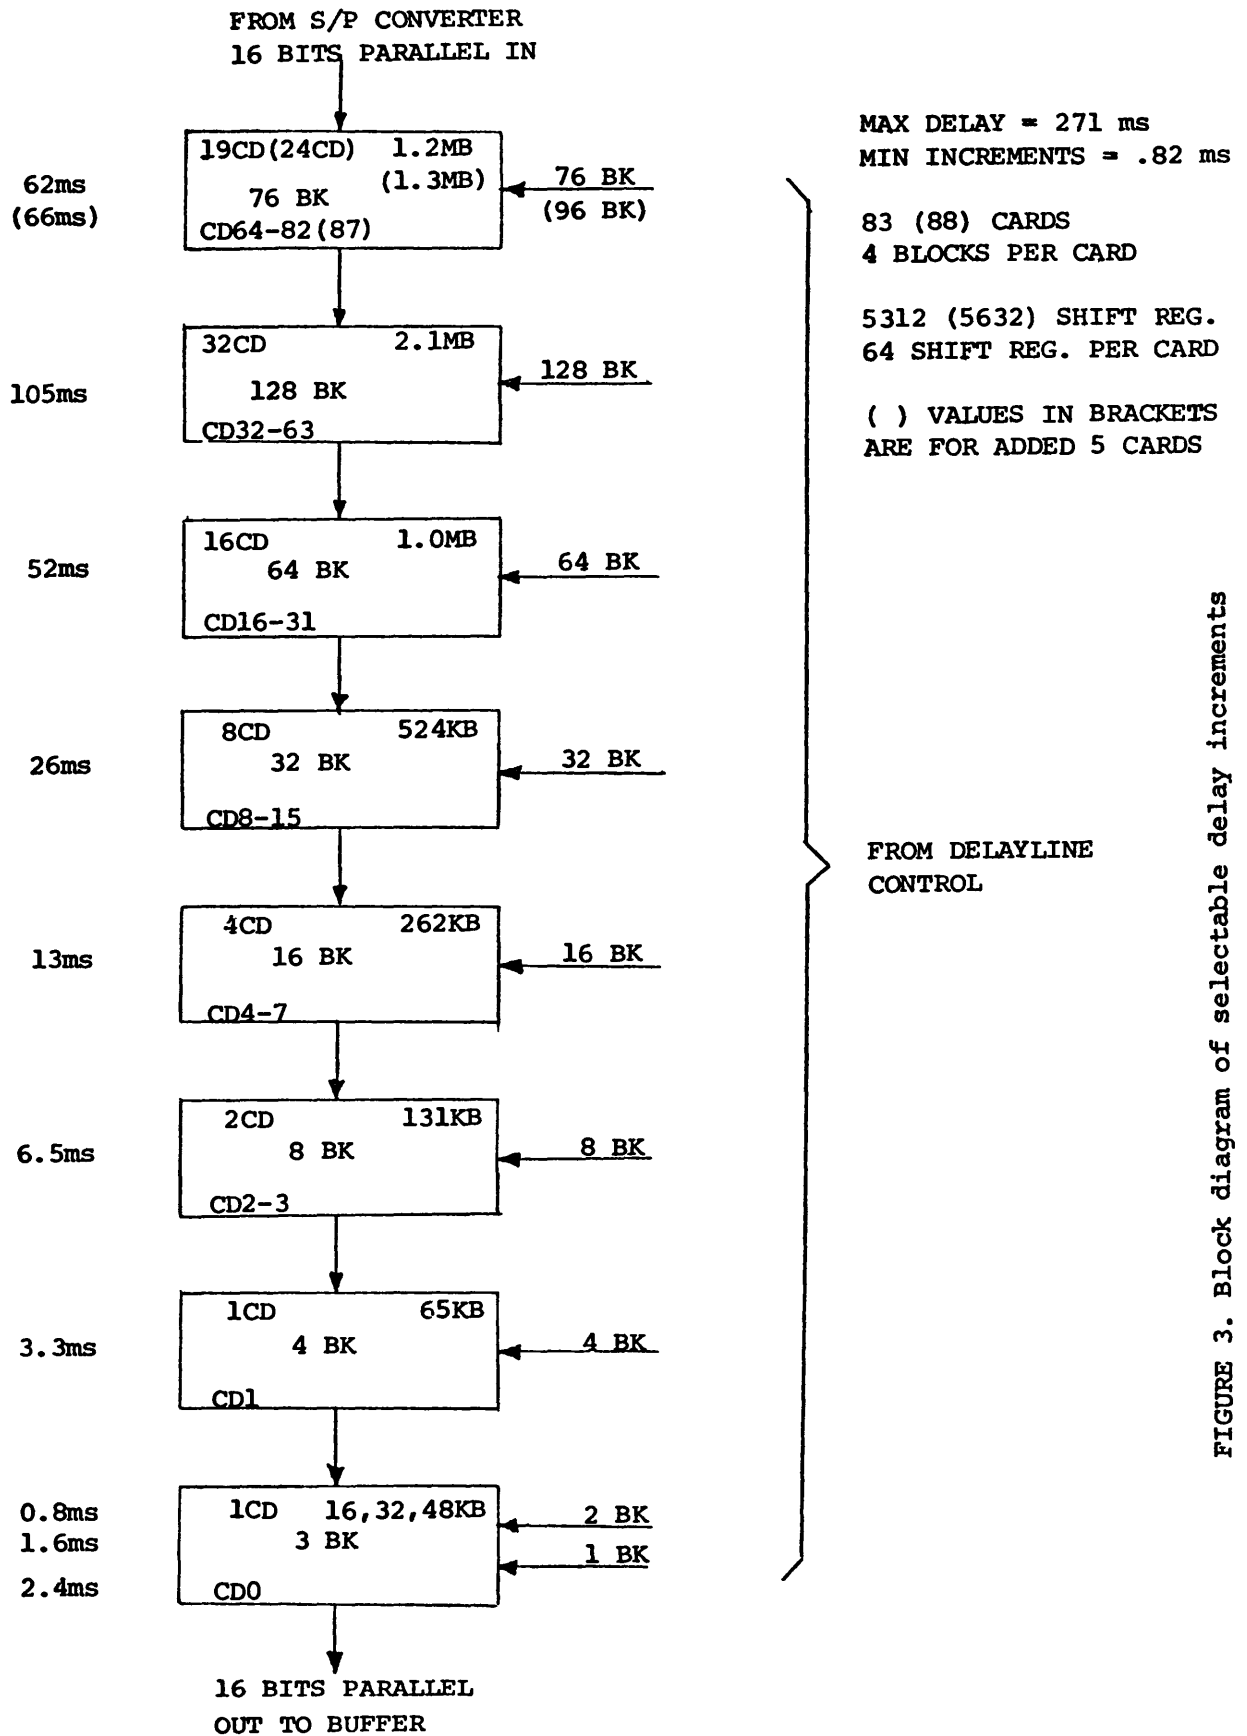 FROM S/P CONVERTER
16 BITS PARALLEL IN
62ms
(66ms)
19CD(24CD) 1.2MB
(1.3MB)
76 BK
CD64-82(87)
76 BK
(96 BK)
105ms
32CD 2.1MB
128 BK
CD32-63
128 BK
52ms
16CD 1.0MB
64 BK
CD16-31
64 BK
26ms
8CD 524KB
32 BK
CD8-15
32 BK
13ms
4CD 262KB
16 BK
CD4-7
16 BK
6.5ms
2CD 131KB
8 BK
CD2-3
8 BK
3.3ms
1CD 65KB
4 BK
CD1
4 BK
0.8ms
1.6ms
2.4ms
1CD 16,32,48KB
3 BK
CD0
2 BK
1 BK
16 BITS PARALLEL
OUT TO BUFFER
MAX DELAY = 271 ms
MIN INCREMENTS = .82 ms
83 (88) CARDS
4 BLOCKS PER CARD
5312 (5632) SHIFT REG.
64 SHIFT REG. PER CARD
( ) VALUES IN BRACKETS
ARE FOR ADDED 5 CARDS
FROM DELAYLINE
CONTROL
FIGURE 3. Block diagram of selectable delay increments